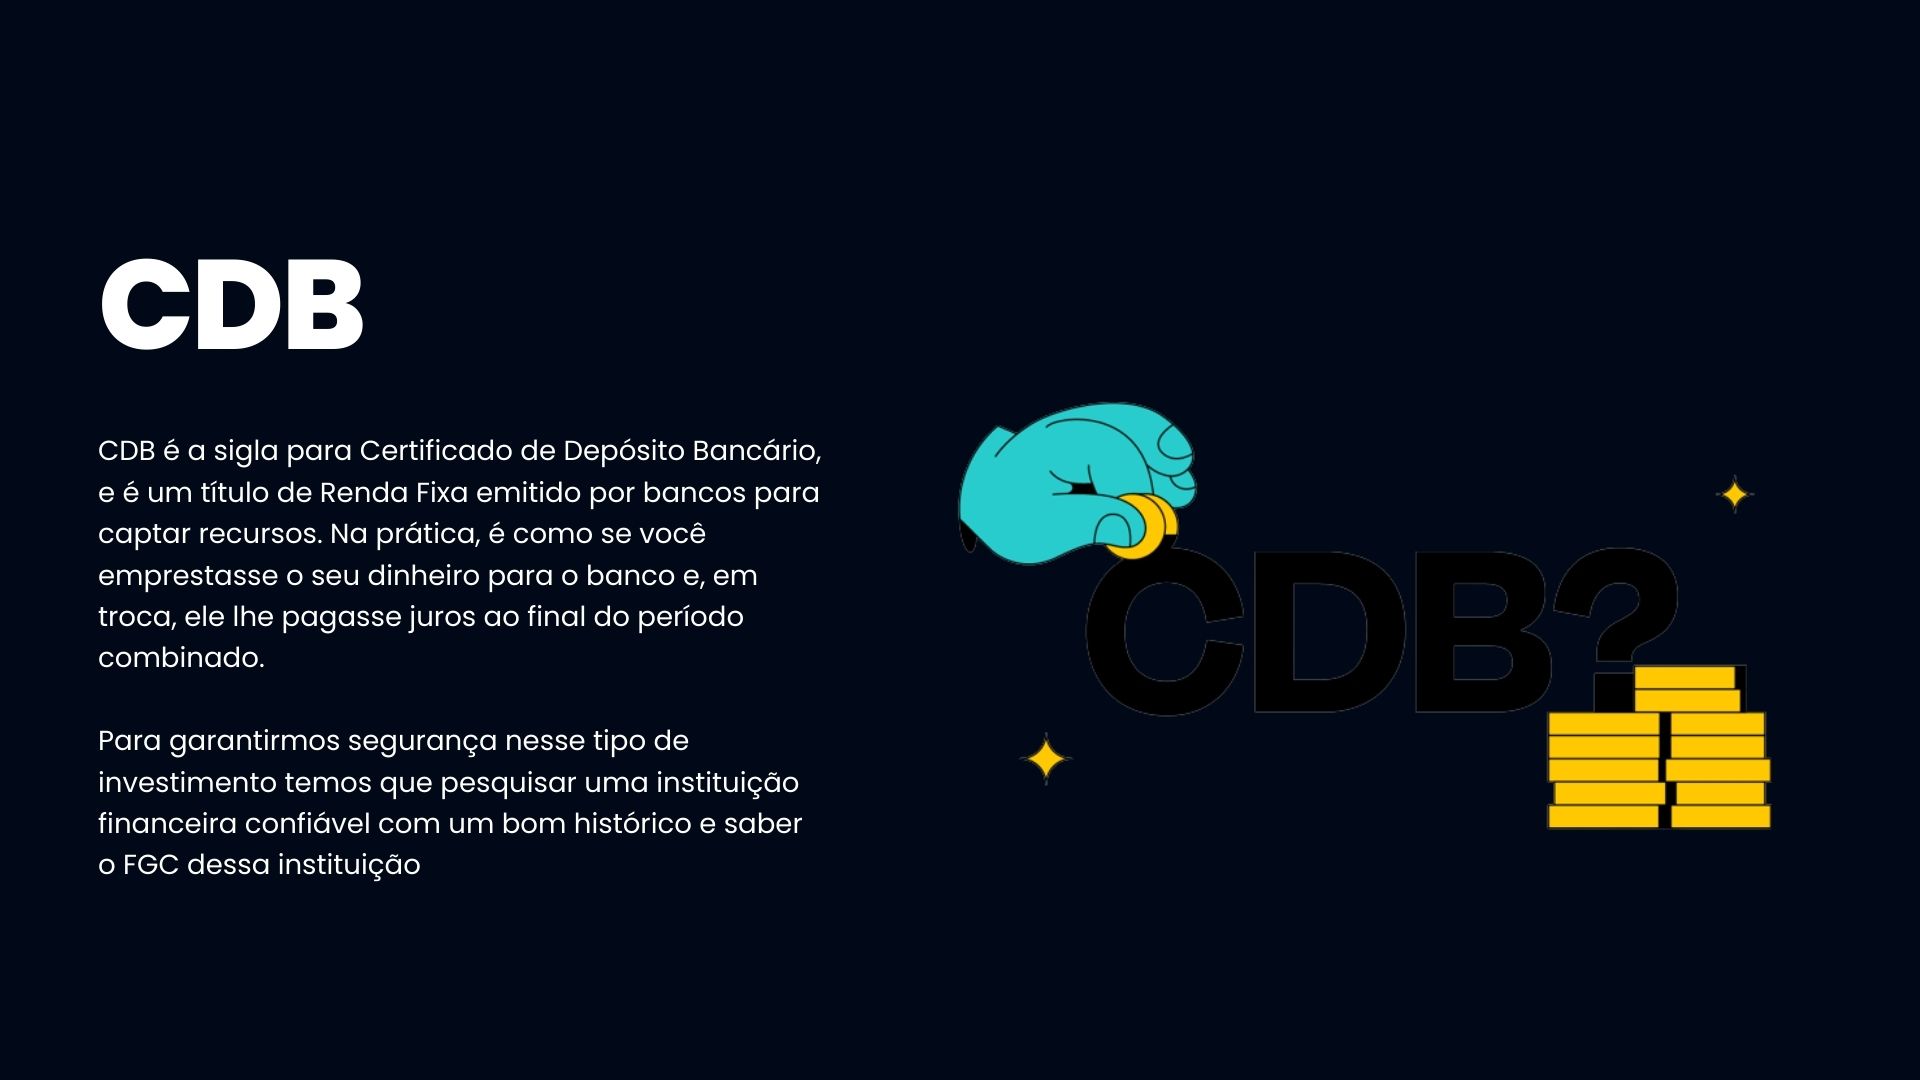 CDB
CDB é a sigla para Certificado de Depósito Bancário,
e é um título de Renda Fixa emitido por bancos para
captar recursos. Na prática, é como se você
emprestasse o seu dinheiro para o banco e, em
troca, ele lhe pagasse juros ao final do período
combinado.
Para garantirmos segurança nesse tipo de
investimento temos que pesquisar uma instituição
financeira confiável com um bom histórico e saber
o FGC dessa instituição
CDB?